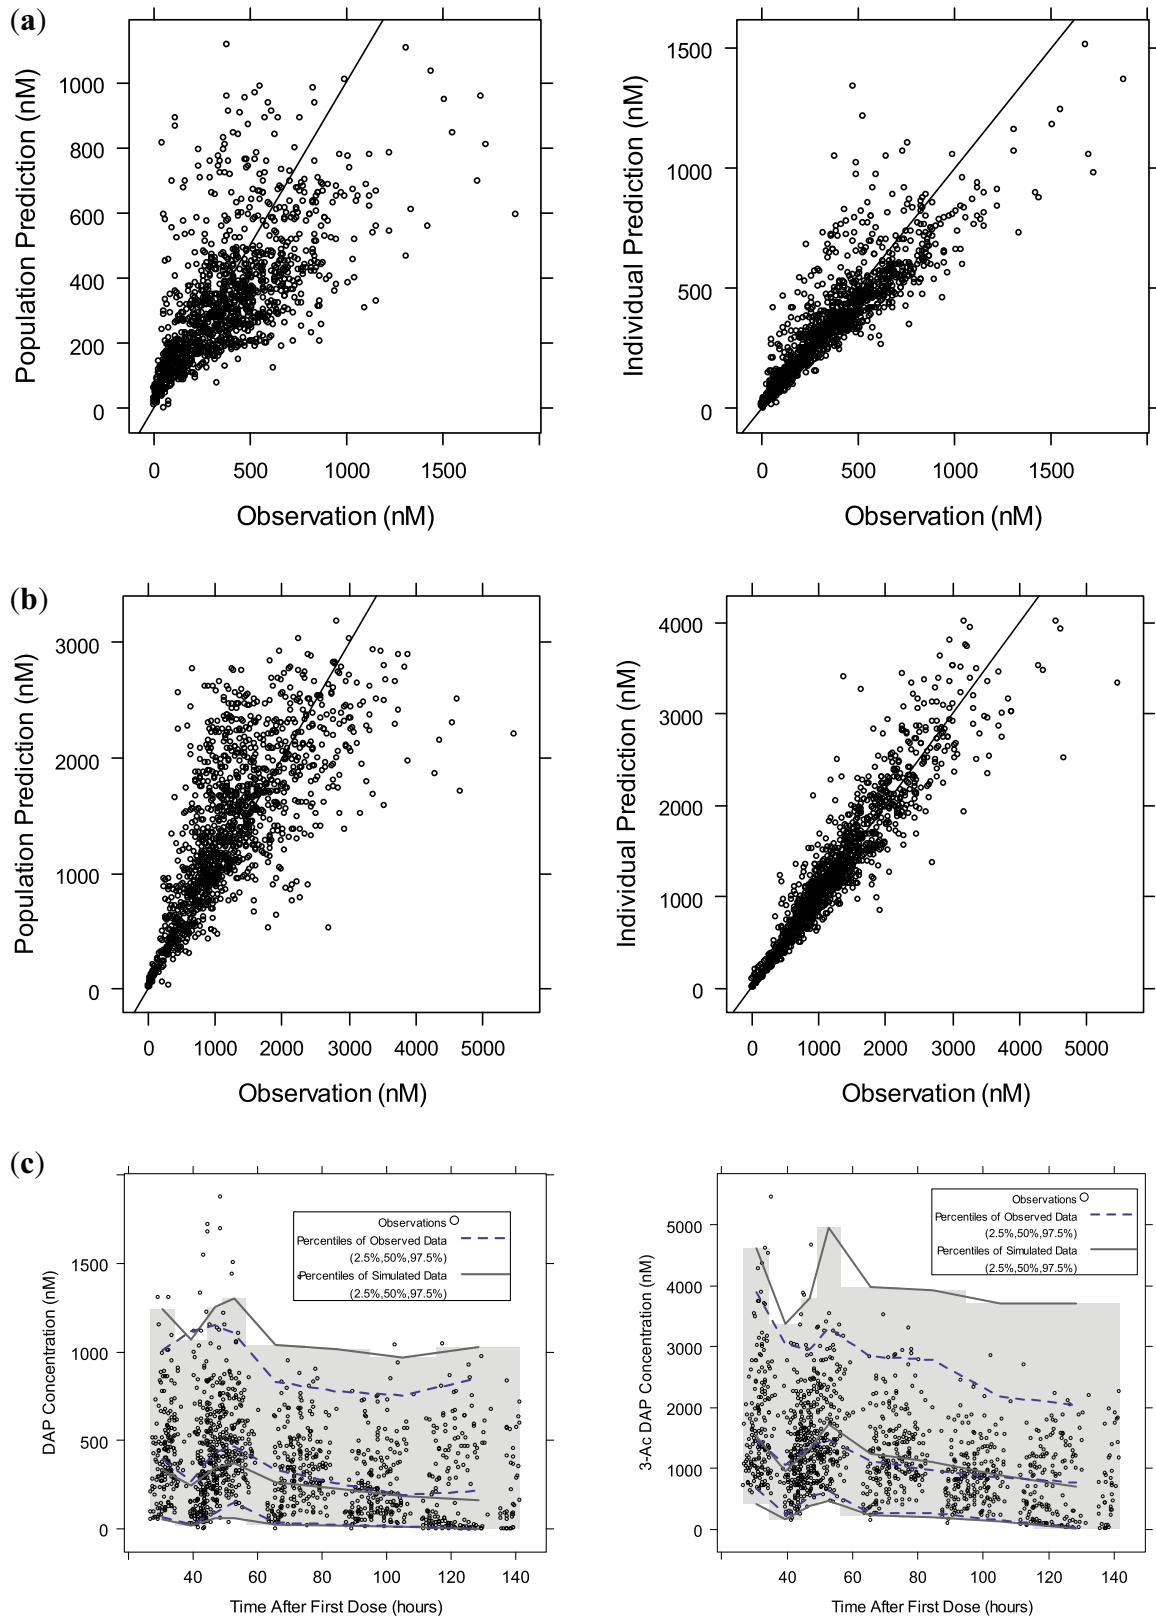 (a)
Population Prediction (nM)
1000
800
600
400
200
0
0 500 1000 1500
Observation (nM)
Individual Prediction (nM)
1500
1000
500
0
0 500 1000 1500
Observation (nM)
(b)
Population Prediction (nM)
3000
2000
1000
0
0 1000 2000 3000 4000 5000
Observation (nM)
Individual Prediction (nM)
4000
3000
2000
1000
0
0 1000 2000 3000 4000 5000
Observation (nM)
(c)
DAP Concentration (nM)
1500
1000
500
0
Observations
Percentiles of Observed Data
(2.5%,50%,97.5%)
Percentiles of Simulated Data
(2.5%,50%,97.5%)
40 60 80 100 120 140
Time After First Dose (hours)
3-Ac DAP Concentration (nM)
5000
4000
3000
2000
1000
0
Observations
Percentiles of Observed Data
(2.5%,50%,97.5%)
Percentiles of Simulated Data
(2.5%,50%,97.5%)
40 60 80 100 120 140
Time After First Dose (hours)